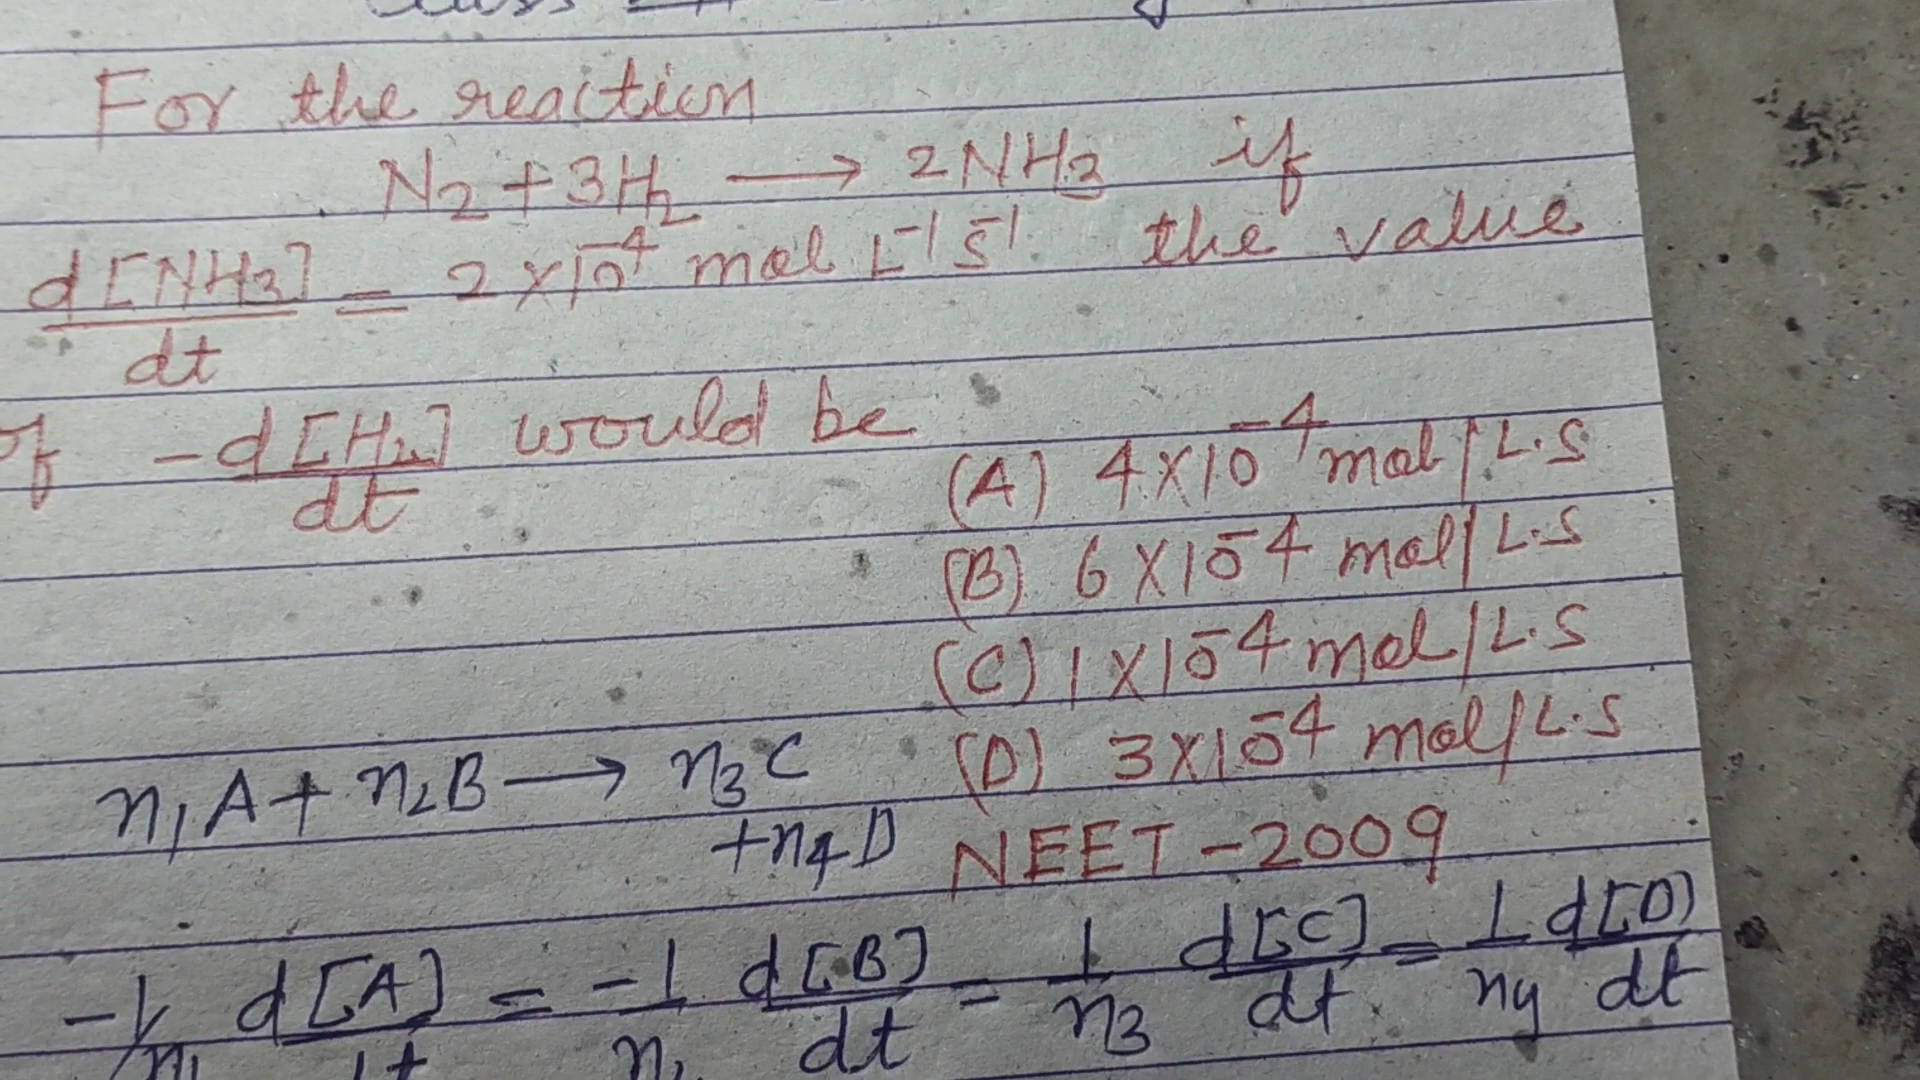 For the reaction
N2 + 3H2 → 2NH3 if
d[NH3]/dt = 2×10^-4 mol L^-1 S^-1 the value
of -d[H2]/dt would be
(A) 4×10^-4 mol/L.S
(B) 6×10^-4 mol/L.S
(C) 1×10^-4 mol/L.S
(D) 3×10^-4 mol/L.S
n1A + n2B → n3C
+n4D
NEET-2009
-1/n1 d[A]/dt = -1/n2 d[B]/dt = 1/n3 d[C]/dt = 1/n4 d[D]/dt